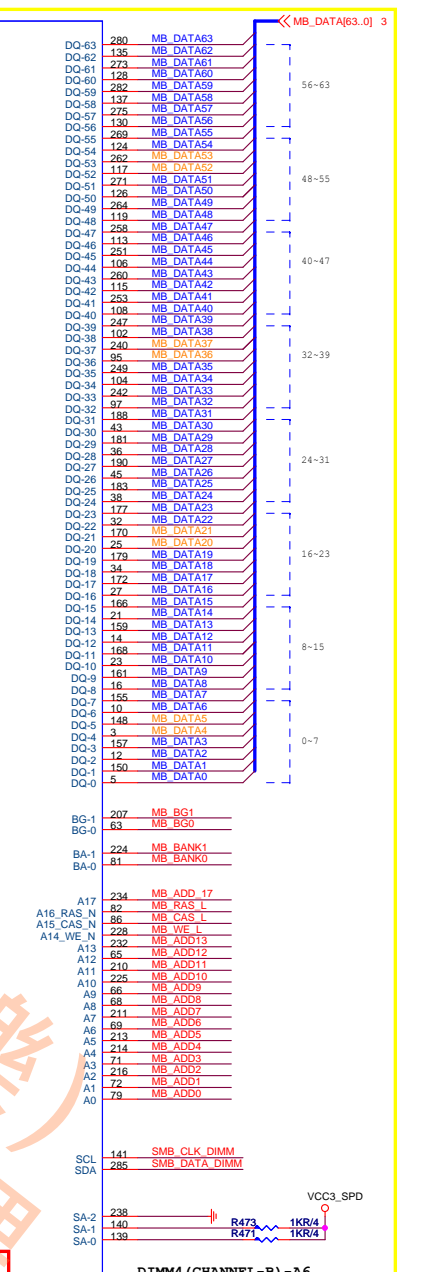 MB_DATA[63..0] 3
DQ-63 280 MB_DATA63
DQ-62 135 MB_DATA62
DQ-61 273 MB_DATA61
DQ-60 128 MB_DATA60
DQ-59 282 MB_DATA59
56~63
DQ-58 137 MB_DATA58
DQ-57 275 MB_DATA57
DQ-56 130 MB_DATA56
DQ-55 269 MB_DATA55
DQ-54 124 MB_DATA54
DQ-53 262 MB_DATA53
DQ-52 117 MB_DATA52
DQ-51 271 MB_DATA51
48~55
DQ-50 126 MB_DATA50
DQ-49 264 MB_DATA49
DQ-48 119 MB_DATA48
DQ-47 258 MB_DATA47
DQ-46 113 MB_DATA46
DQ-45 251 MB_DATA45
DQ-44 106 MB_DATA44
40~47
DQ-43 260 MB_DATA43
DQ-42 115 MB_DATA42
DQ-41 253 MB_DATA41
DQ-40 108 MB_DATA40
DQ-39 247 MB_DATA39
DQ-38 102 MB_DATA38
DQ-37 240 MB_DATA37
DQ-36 95 MB_DATA36
32~39
DQ-35 249 MB_DATA35
DQ-34 104 MB_DATA34
DQ-33 242 MB_DATA33
DQ-32 97 MB_DATA32
DQ-31 188 MB_DATA31
DQ-30 43 MB_DATA30
DQ-29 181 MB_DATA29
DQ-28 36 MB_DATA28
DQ-27 190 MB_DATA27
24~31
DQ-26 45 MB_DATA26
DQ-25 183 MB_DATA25
DQ-24 38 MB_DATA24
DQ-23 177 MB_DATA23
DQ-22 32 MB_DATA22
DQ-21 170 MB_DATA21
DQ-20 25 MB_DATA20
DQ-19 179 MB_DATA19
16~23
DQ-18 34 MB_DATA18
DQ-17 172 MB_DATA17
DQ-16 27 MB_DATA16
DQ-15 166 MB_DATA15
DQ-14 21 MB_DATA14
DQ-13 159 MB_DATA13
DQ-12 14 MB_DATA12
DQ-11 168 MB_DATA11
8~15
DQ-10 23 MB_DATA10
DQ-9 161 MB_DATA9
DQ-8 16 MB_DATA8
DQ-7 155 MB_DATA7
DQ-6 10 MB_DATA6
DQ-5 148 MB_DATA5
DQ-4 3 MB_DATA4
DQ-3 157 MB_DATA3
0~7
DQ-2 12 MB_DATA2
DQ-1 150 MB_DATA1
DQ-0 5 MB_DATA0
BG-1 207 MB_BG1
BG-0 63 MB_BG0
BA-1 224 MB_BANK1
BA-0 81 MB_BANK0
A17 234 MB_ADD_17
A16_RAS_N 82 MB_RAS_L
A15_CAS_N 86 MB_CAS_L
A14_WE_N 228 MB_WE_L
A13 232 MB_ADD13
A12 65 MB_ADD12
A11 210 MB_ADD11
A10 225 MB_ADD10
A9 66 MB_ADD9
A8 68 MB_ADD8
A7 211 MB_ADD7
A6 69 MB_ADD6
A5 213 MB_ADD5
A4 214 MB_ADD4
A3 71 MB_ADD3
A2 216 MB_ADD2
A1 72 MB_ADD1
A0 79 MB_ADD0
SCL 141 SMB_CLK_DIMM
SDA 285 SMB_DATA_DIMM
VCC3_SPD
SA-2 238
SA-1 140 R473 1KR/4
SA-0 139 R471 1KR/4
DIMM4(CHANNEL-B)-A6